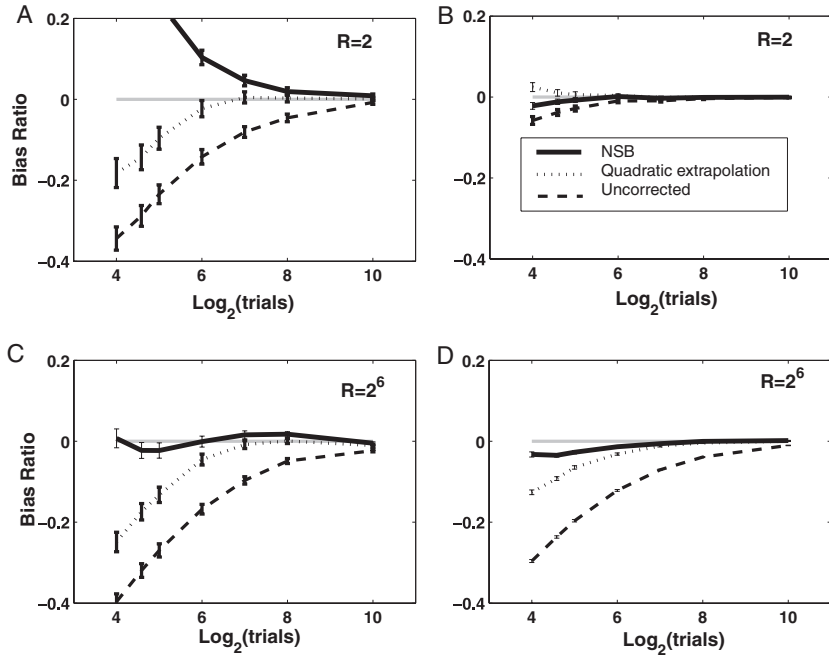 A
R=2
0.2
0
−0.2
−0.4
Bias Ratio
4
6
8
10
Log2(trials)
B
R=2
0.2
0
−0.2
−0.4
NSB
Quadratic extrapolation
Uncorrected
4
6
8
10
Log2(trials)
C
R=2^6
0.2
0
−0.2
−0.4
Bias Ratio
4
6
8
10
Log2(trials)
D
R=2^6
0.2
0
−0.2
−0.4
4
6
8
10
Log2(trials)